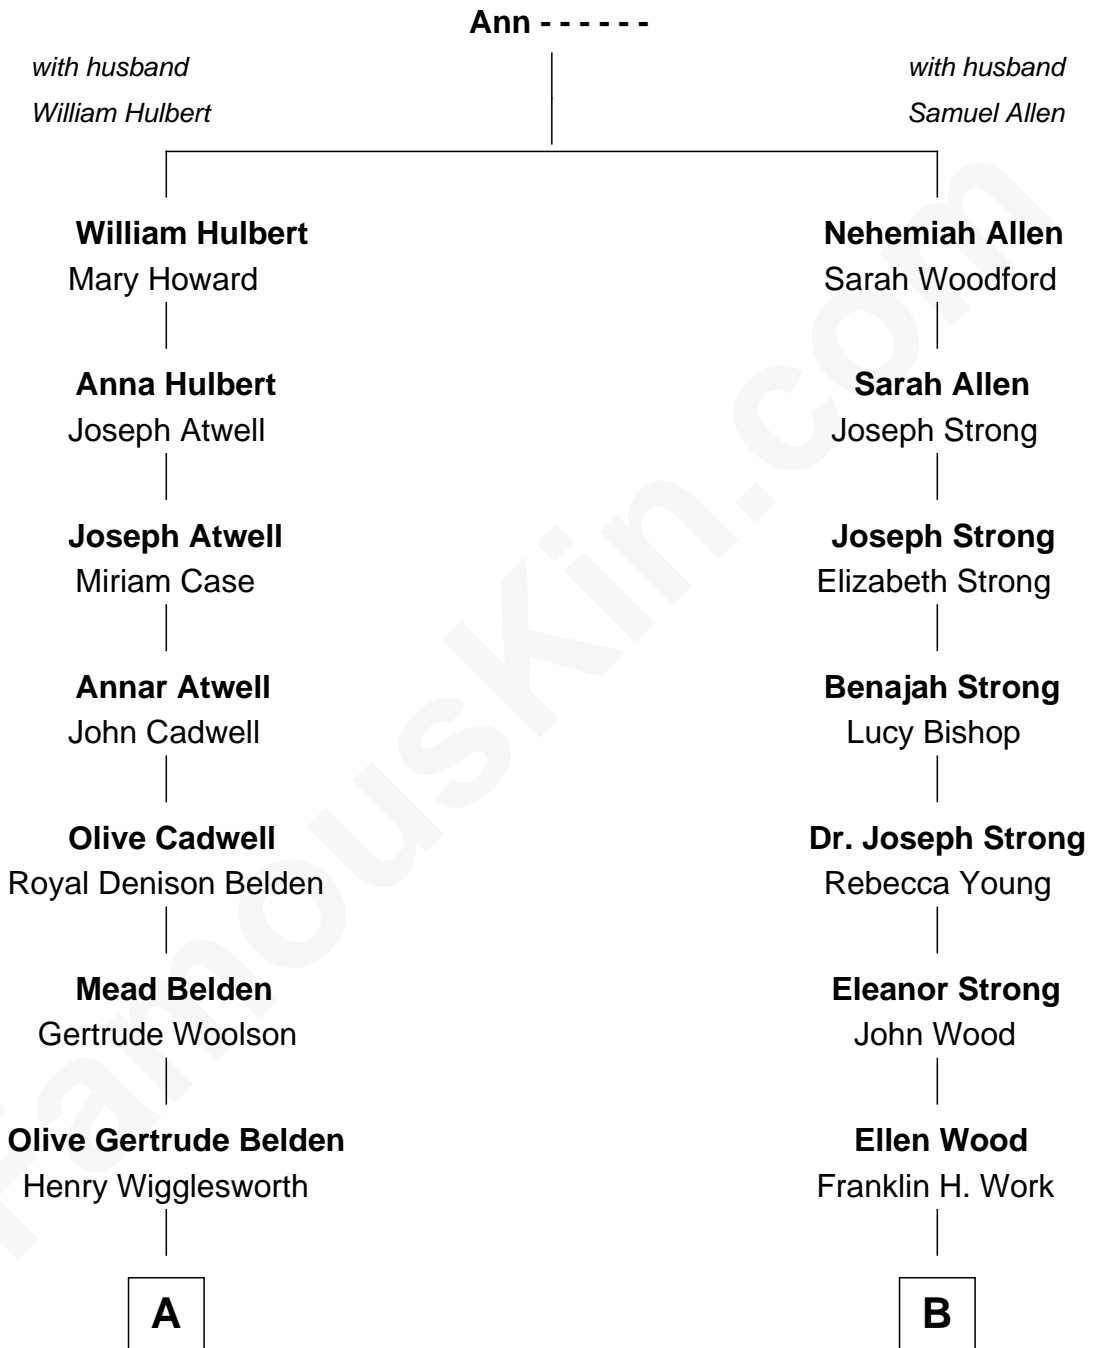 Ann - - - - - -
with husband
William Hulbert
with husband
Samuel Allen
William Hulbert
Mary Howard
Nehemiah Allen
Sarah Woodford
Anna Hulbert
Joseph Atwell
Sarah Allen
Joseph Strong
Joseph Atwell
Miriam Case
Joseph Strong
Elizabeth Strong
Annar Atwell
John Cadwell
Benajah Strong
Lucy Bishop
Olive Cadwell
Royal Denison Belden
Dr. Joseph Strong
Rebecca Young
Mead Belden
Gertrude Woolson
Eleanor Strong
John Wood
Olive Gertrude Belden
Henry Wigglesworth
Ellen Wood
Franklin H. Work
A
B
FamousKin.com